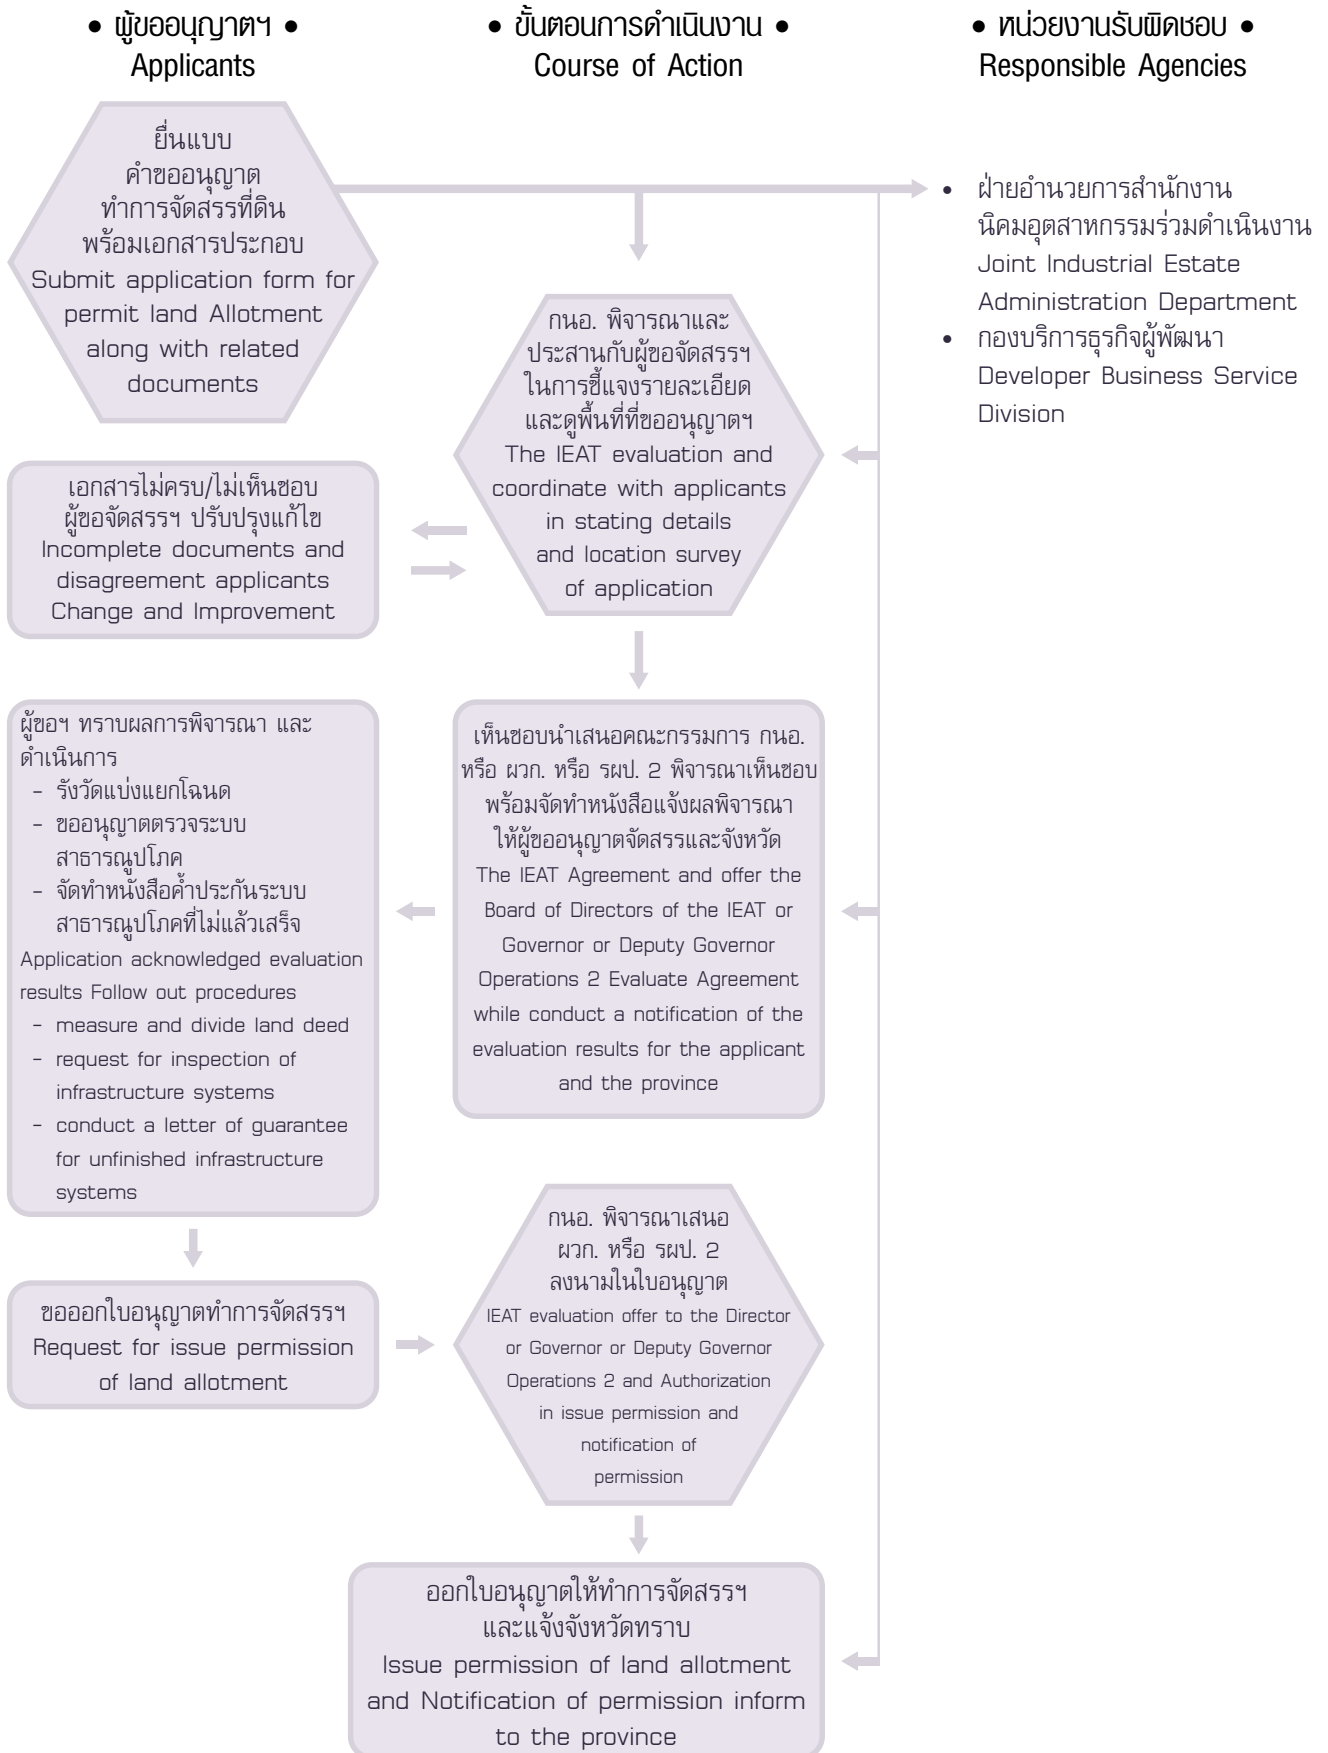 • ผู้ขออนุญาตฯ •
Applicants
• ขั้นตอนการดำเนินงาน •
Course of Action
• หน่วยงานรับผิดชอบ •
Responsible Agencies
ยื่นแบบ
คำขออนุญาต
ทำการจัดสรรที่ดิน
พร้อมเอกสารประกอบ
Submit application form for
permit land Allotment
along with related
documents
• ฝ่ายอำนวยการสำนักงาน
นิคมอุตสาหกรรมร่วมดำเนินงาน
Joint Industrial Estate
Administration Department
• กองบริการธุรกิจผู้พัฒนา
Developer Business Service
Division
กนอ. พิจารณาและ
ประสานกับผู้ขอจัดสรรฯ
ในการชี้แจงรายละเอียด
และดูพื้นที่ที่ขออนุญาตฯ
The IEAT evaluation and
coordinate with applicants
in stating details
and location survey
of application
เอกสารไม่ครบ/ไม่เห็นชอบ
ผู้ขอจัดสรรฯ ปรับปรุงแก้ไข
Incomplete documents and
disagreement applicants
Change and Improvement
เห็นชอบนำเสนอคณะกรรมการ กนอ.
หรือ ผวก. หรือ รผป. 2 พิจารณาเห็นชอบ
พร้อมจัดทำหนังสือแจ้งผลพิจารณา
ให้ผู้ขออนุญาตจัดสรรและจังหวัด
The IEAT Agreement and offer the
Board of Directors of the IEAT or
Governor or Deputy Governor
Operations 2 Evaluate Agreement
while conduct a notification of the
evaluation results for the applicant
and the province
ผู้ขอฯ ทราบผลการพิจารณา และ
ดำเนินการ
- รังวัดแบ่งแยกโฉนด
- ขออนุญาตตรวจระบบ
สาธารณูปโภค
- จัดทำหนังสือค้ำประกันระบบ
สาธารณูปโภคที่ไม่แล้วเสร็จ
Application acknowledged evaluation
results Follow out procedures
- measure and divide land deed
- request for inspection of
infrastructure systems
- conduct a letter of guarantee
for unfinished infrastructure
systems
ขอออกใบอนุญาตทำการจัดสรรฯ
Request for issue permission
of land allotment
กนอ. พิจารณาเสนอ
ผวก. หรือ รผป. 2
ลงนามในใบอนุญาต
IEAT evaluation offer to the Director
or Governor or Deputy Governor
Operations 2 and Authorization
in issue permission and
notification of
permission
ออกใบอนุญาตให้ทำการจัดสรรฯ
และแจ้งจังหวัดทราบ
Issue permission of land allotment
and Notification of permission inform
to the province